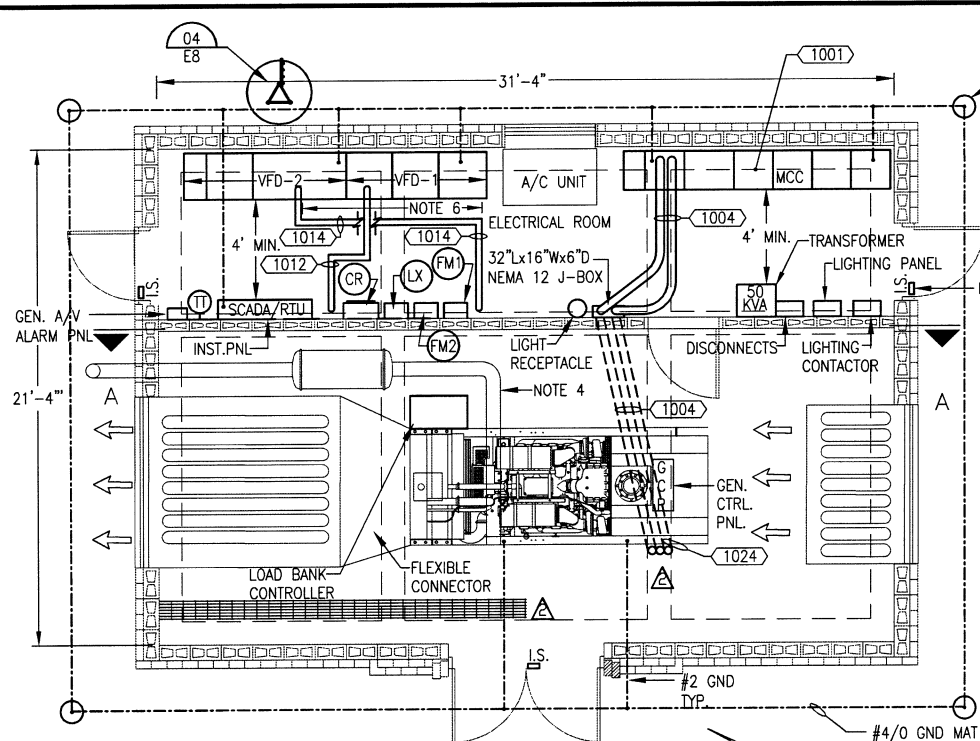 04
E8
1001
31'-4"
VFD-2
VFD-1
A/C UNIT
MCC
NOTE 6
ELECTRICAL ROOM
1014
1014
1004
4' MIN.
1012
32"Lx16"Wx6"D
NEMA 12 J-BOX
4' MIN.
TRANSFORMER
LIGHTING PANEL
I.S.
TT
SCADA/RTU
CR
LX
FM1
50
KVA
I.S.
GEN. A/V
ALARM PNL
INST.PNL
FM2
LIGHT
RECEPTACLE
DISCONNECTS
LIGHTING
CONTACTOR
21'-4"'
A
NOTE 4
1004
A
G
C
P
GEN.
CTRL.
PNL.
LOAD BANK
CONTROLLER
FLEXIBLE
CONNECTOR
1024
2
2
I.S.
#2 GND
TYP.
#4/0 GND MAT